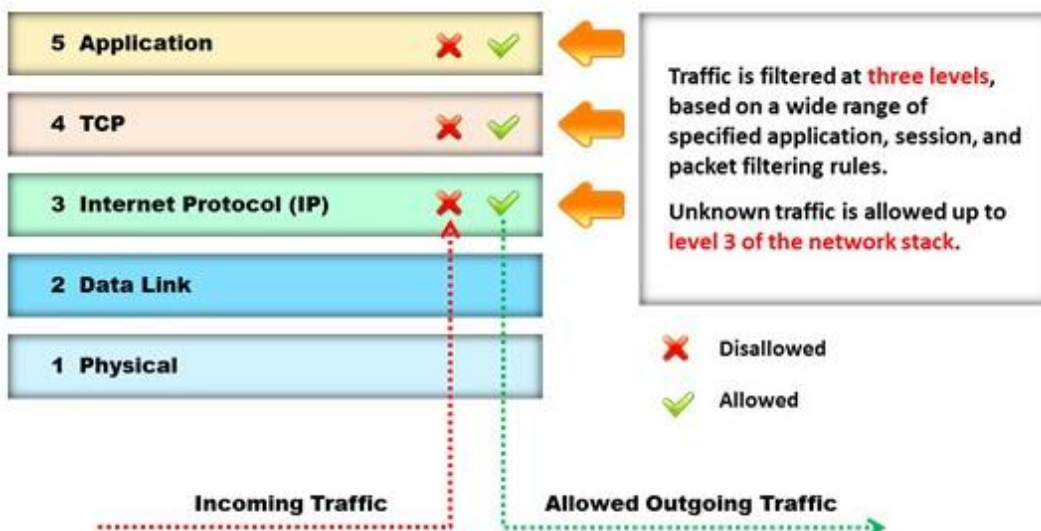 5 Application
4 TCP
3 Internet Protocol (IP)
2 Data Link
1 Physical
Traffic is filtered at three levels,
based on a wide range of
specified application, session, and
packet filtering rules.
Unknown traffic is allowed up to
level 3 of the network stack.
Disallowed
Allowed
Incoming Traffic
Allowed Outgoing Traffic